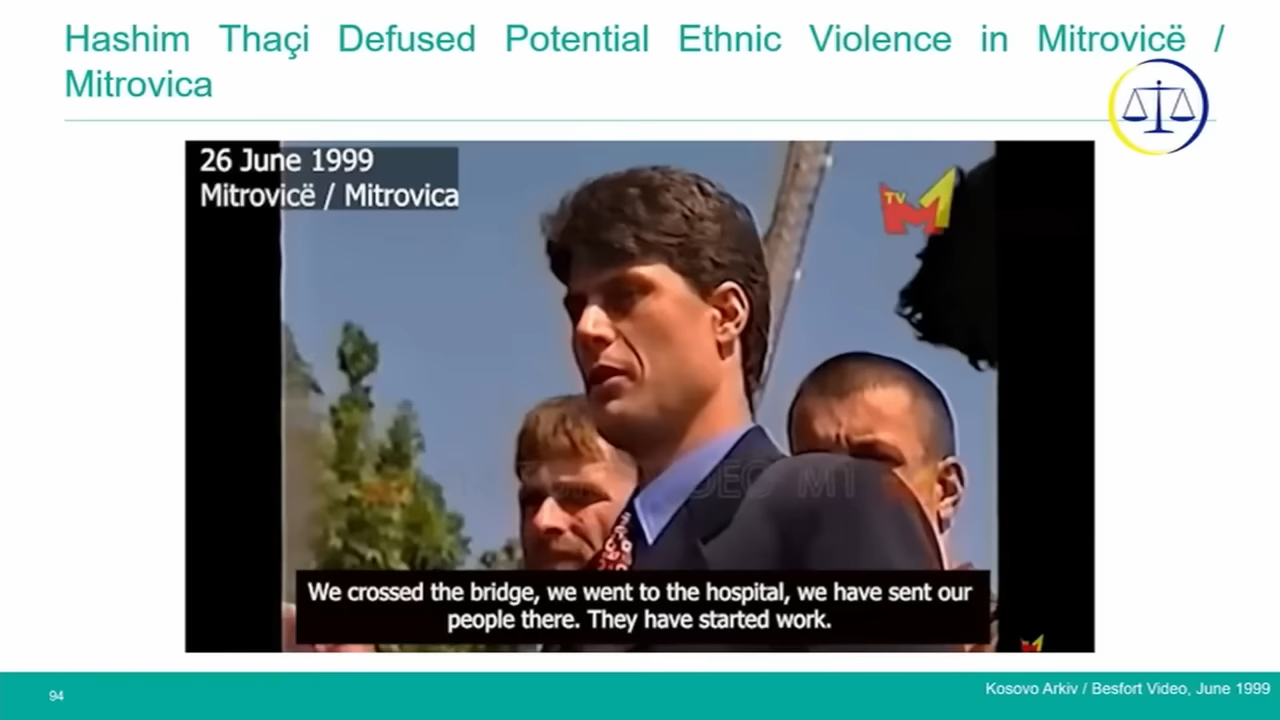 Hashim Thaçi Defused Potential Ethnic Violence in Mitrovicë /
Mitrovica
26 June 1999
Mitrovicë / Mitrovica
TV
M1
VIDEO M1
We crossed the bridge, we went to the hospital, we have sent our
people there. They have started work.
94
Kosovo Arkiv / Besfort Video, June 1999